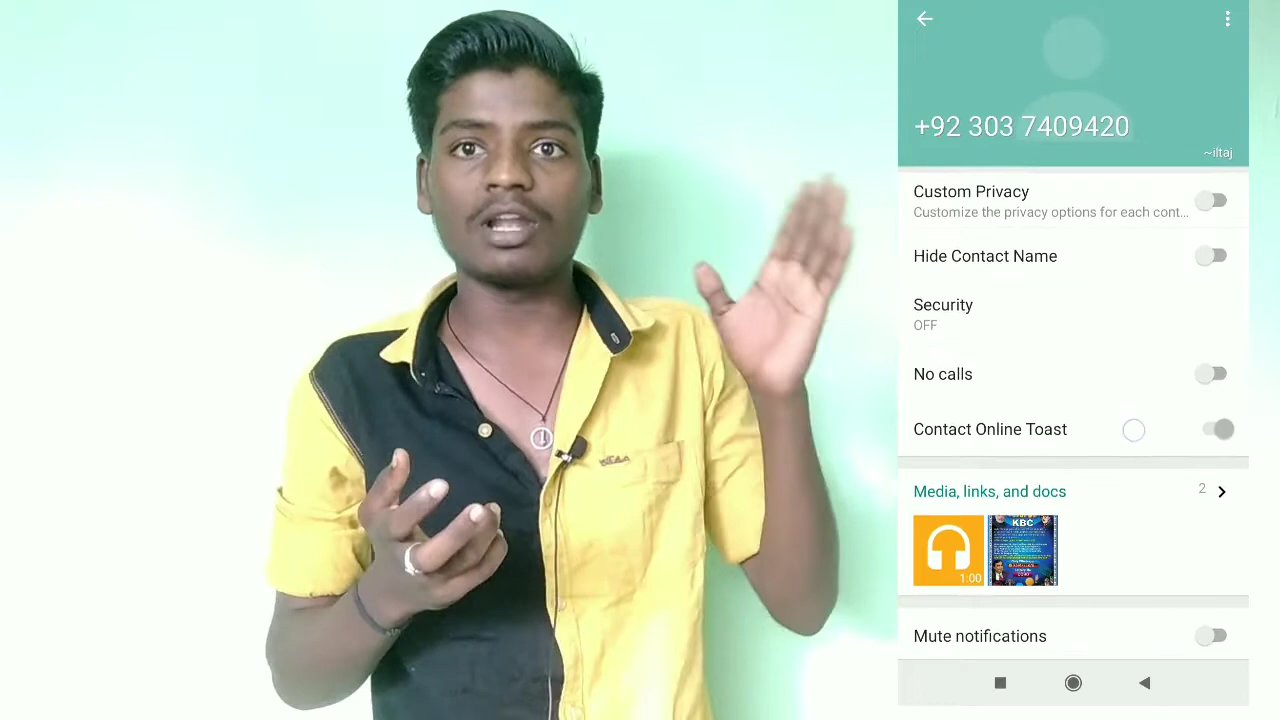 +92 303 7409420
~iltaj
Custom Privacy
Customize the privacy options for each cont...
Hide Contact Name
Security
OFF
No calls
Contact Online Toast
Media, links, and docs
2
KBC
1:00
Mute notifications